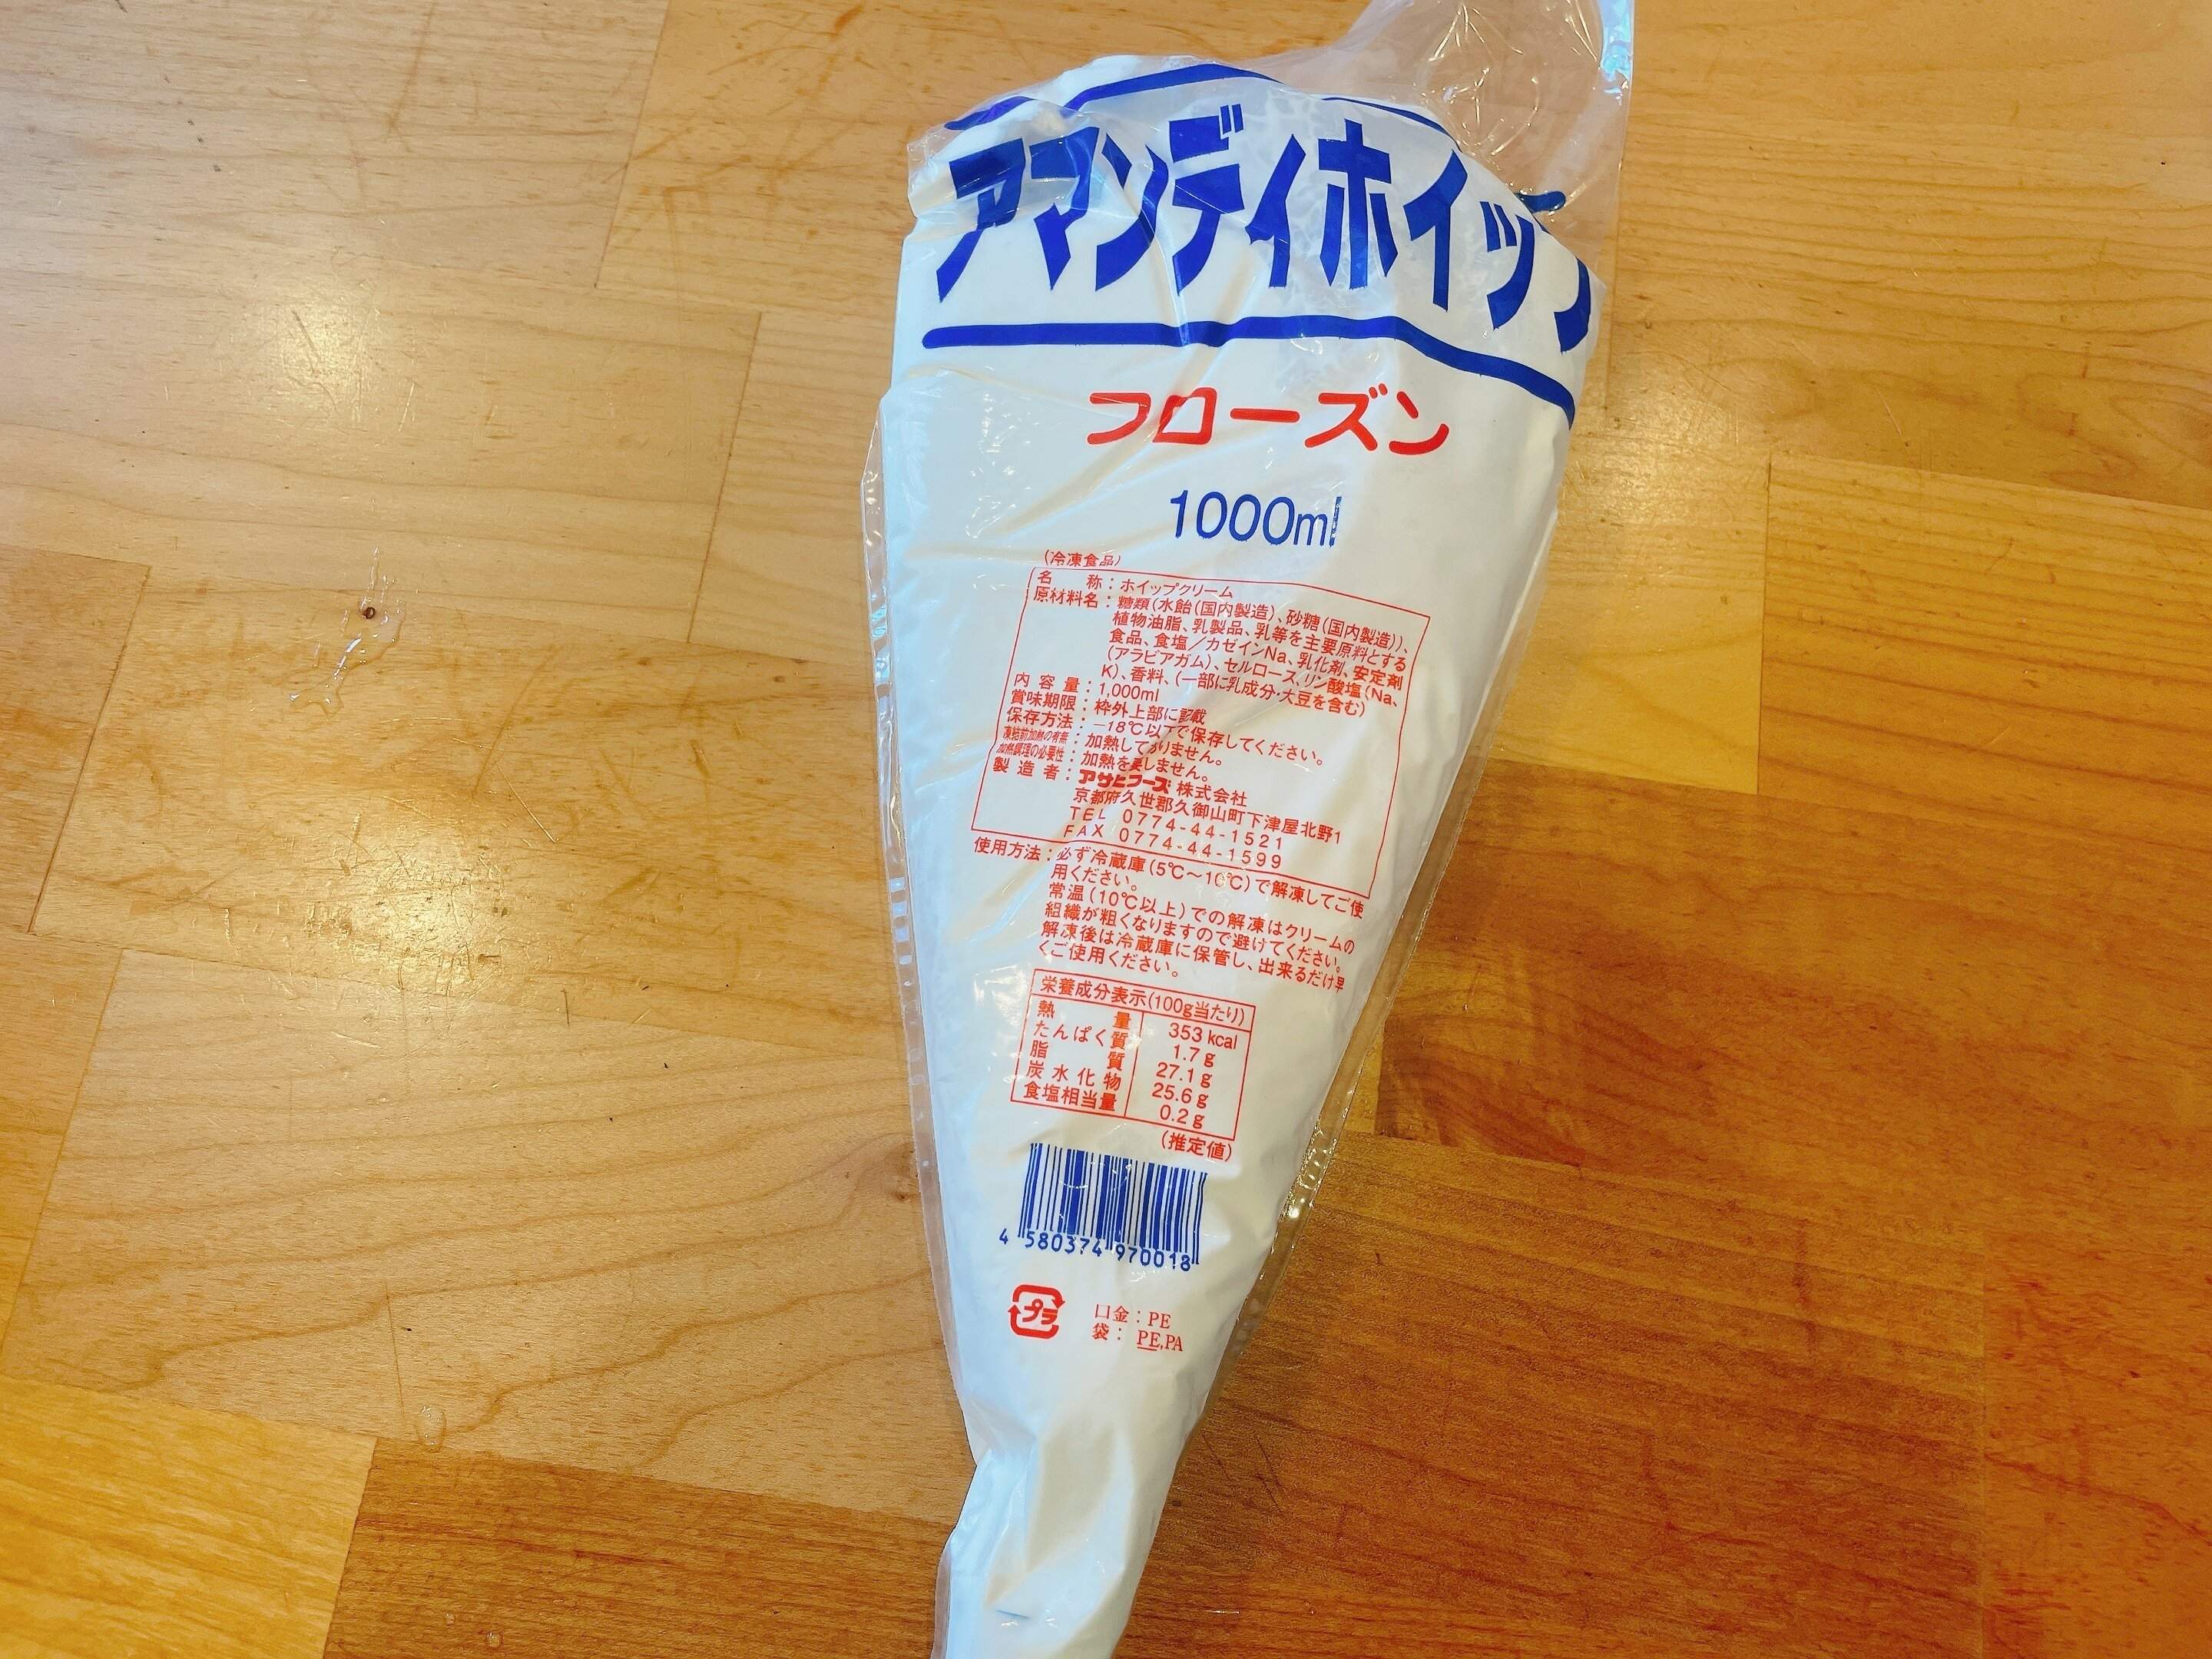 アマンディホイップ
フローズン
1000ml
(冷凍食品)
名称：ホイップクリーム
原材料名：糖類(水飴(国内製造)、砂糖(国内製造))、
植物油脂、乳製品、乳等を主要原料とする
食品、食塩／カゼインNa、乳化剤、安定剤
(アラビアガム)、セルロース、リン酸塩(Na、
K)、香料、(一部に乳成分・大豆を含む)
内容量：1,000ml
賞味期限：枠外上部に記載
保存方法：－18℃以下で保存してください。
凍結前加熱の有無：加熱しておりません。
加熱調理の必要性：加熱を要しません。
製造者：アサヒフーズ株式会社
京都府久世郡久御山町下津屋北野1
TEL 0774-44-1521
FAX 0774-44-1599
使用方法：必ず冷蔵庫(5℃～10℃)で解凍してご使
用ください。
常温(10℃以上)での解凍はクリームの
組織が粗くなりますので避けてください。
解凍後は冷蔵庫に保管し、出来るだけ早
くご使用ください。
栄養成分表示(100g当たり)
熱量 353 kcal
たんぱく質 1.7 g
脂質 27.1 g
炭水化物 25.6 g
食塩相当量 0.2 g
(推定値)
4 580374 970018
プラ
口金：PE
袋：PE,PA